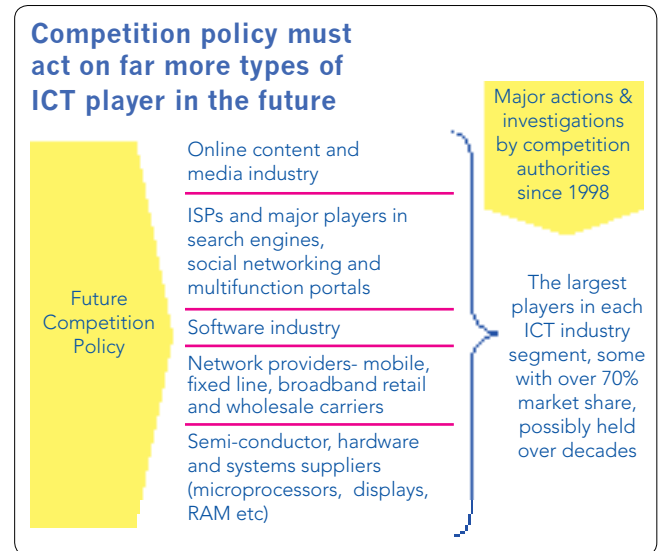 Competition policy must
act on far more types of
ICT player in the future
Future
Competition
Policy
Online content and
media industry
ISPs and major players in
search engines,
social networking and
multifunction portals
Software industry
Network providers- mobile,
fixed line, broadband retail
and wholesale carriers
Semi-conductor, hardware
and systems suppliers
(microprocessors, displays,
RAM etc)
Major actions &
investigations
by competition
authorities
since 1998
The largest
players in each
ICT industry
segment, some
with over 70%
market share,
possibly held
over decades